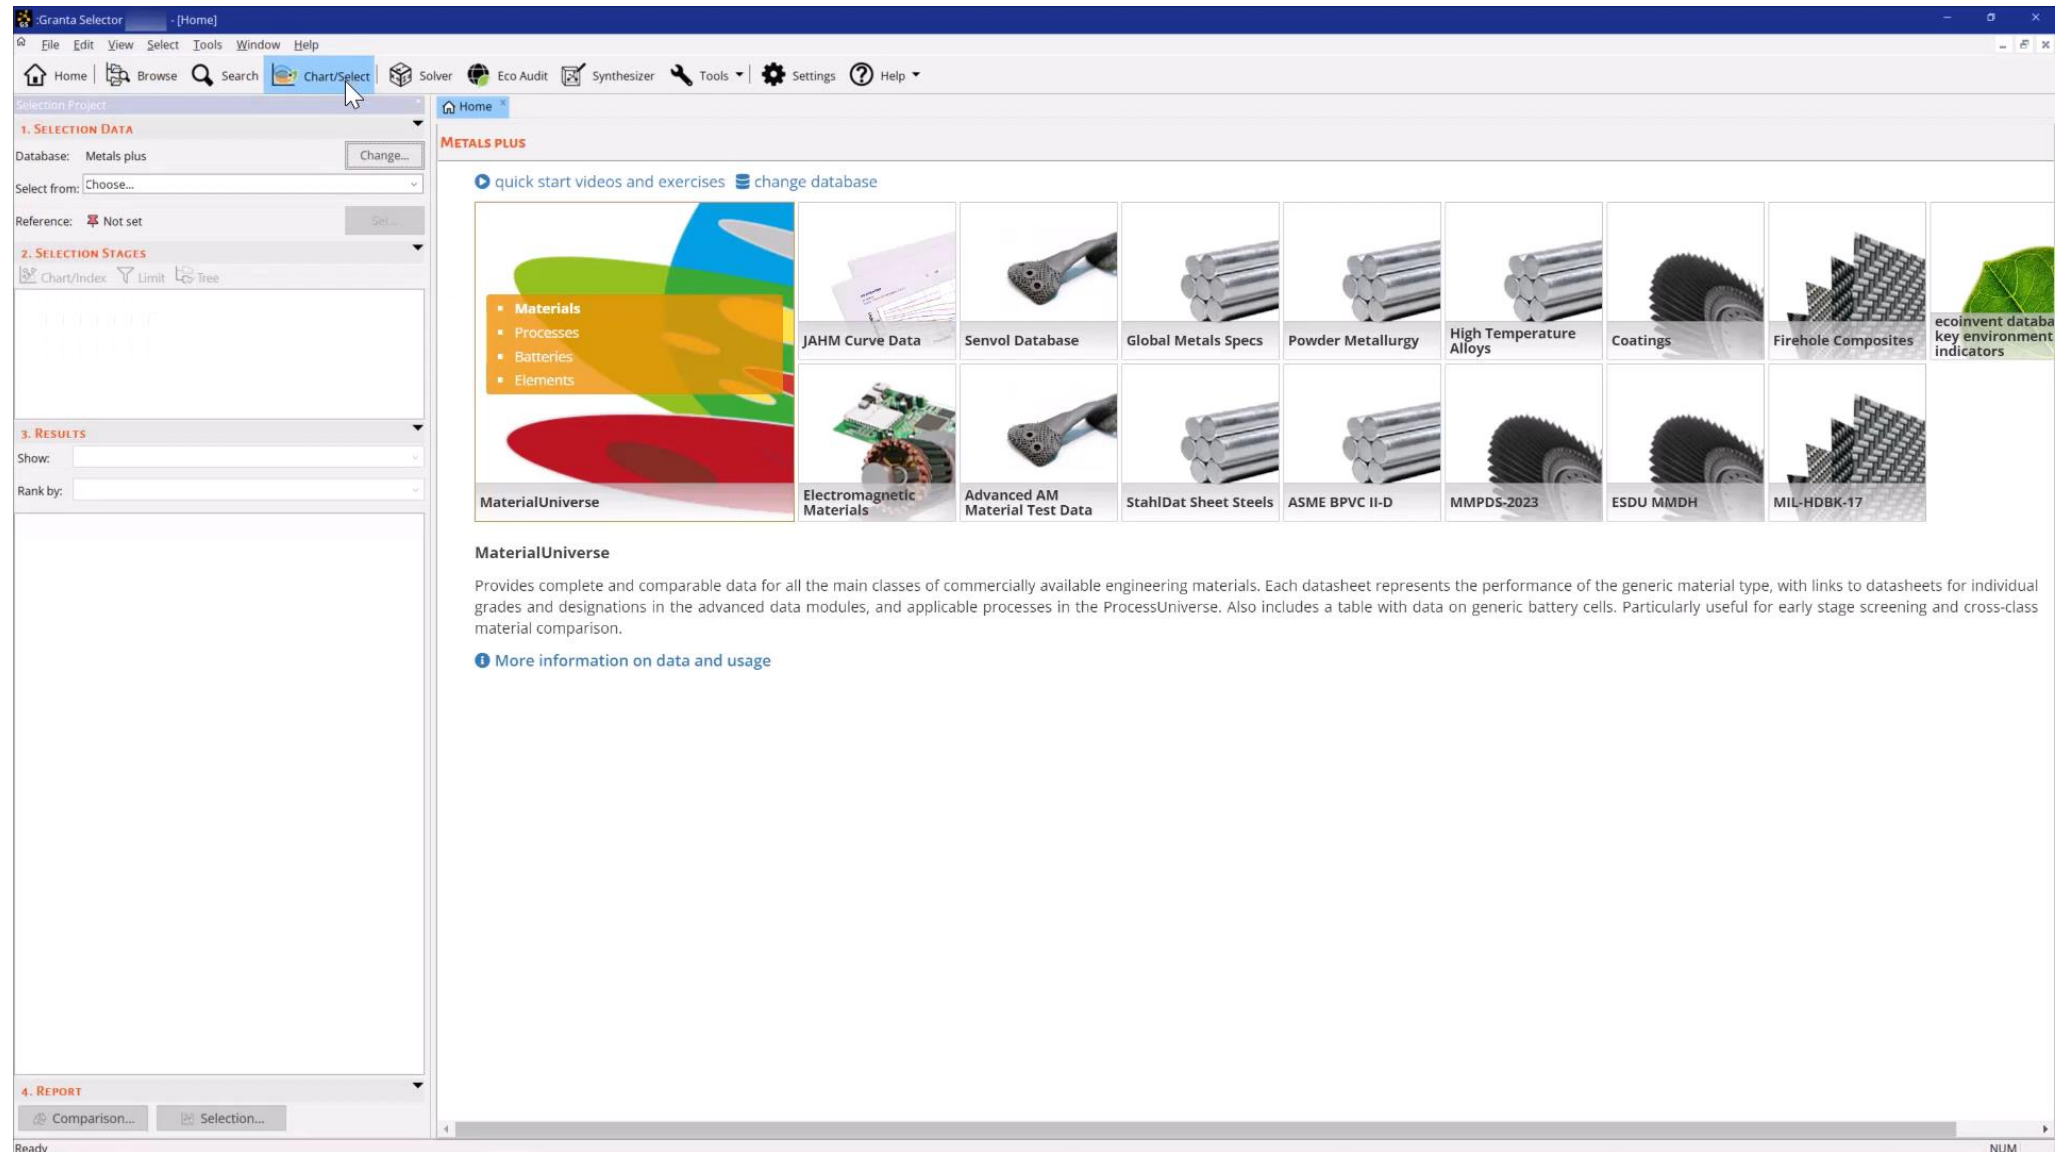 :Granta Selector - [Home]
File Edit View Select Tools Window Help
Home Browse Search Chart/Select Solver Eco Audit Synthesizer Tools Settings Help
Selection Project
1. Selection Data
Database: Metals plus Change...
Select from: Choose...
Reference: Not set Set...
2. Selection Stages
Chart/Index Limit Tree
3. Results
Show:
Rank by:
4. Report
Comparison... Selection...
Ready
Home
Metals plus
quick start videos and exercises change database
Materials
Processes
Batteries
Elements
MaterialUniverse
JAHM Curve Data
Senvol Database
Global Metals Specs
Powder Metallurgy
High Temperature
Alloys
Coatings
Firehole Composites
ecoinvent databa
key environment
indicators
Electromagnetic
Materials
Advanced AM
Material Test Data
StahlDat Sheet Steels
ASME BPVC II-D
MMPDS-2023
ESDU MMDH
MIL-HDBK-17
MaterialUniverse
Provides complete and comparable data for all the main classes of commercially available engineering materials. Each datasheet represents the performance of the generic material type, with links to datasheets for individual
grades and designations in the advanced data modules, and applicable processes in the ProcessUniverse. Also includes a table with data on generic battery cells. Particularly useful for early stage screening and cross-class
material comparison.
More information on data and usage
NUM